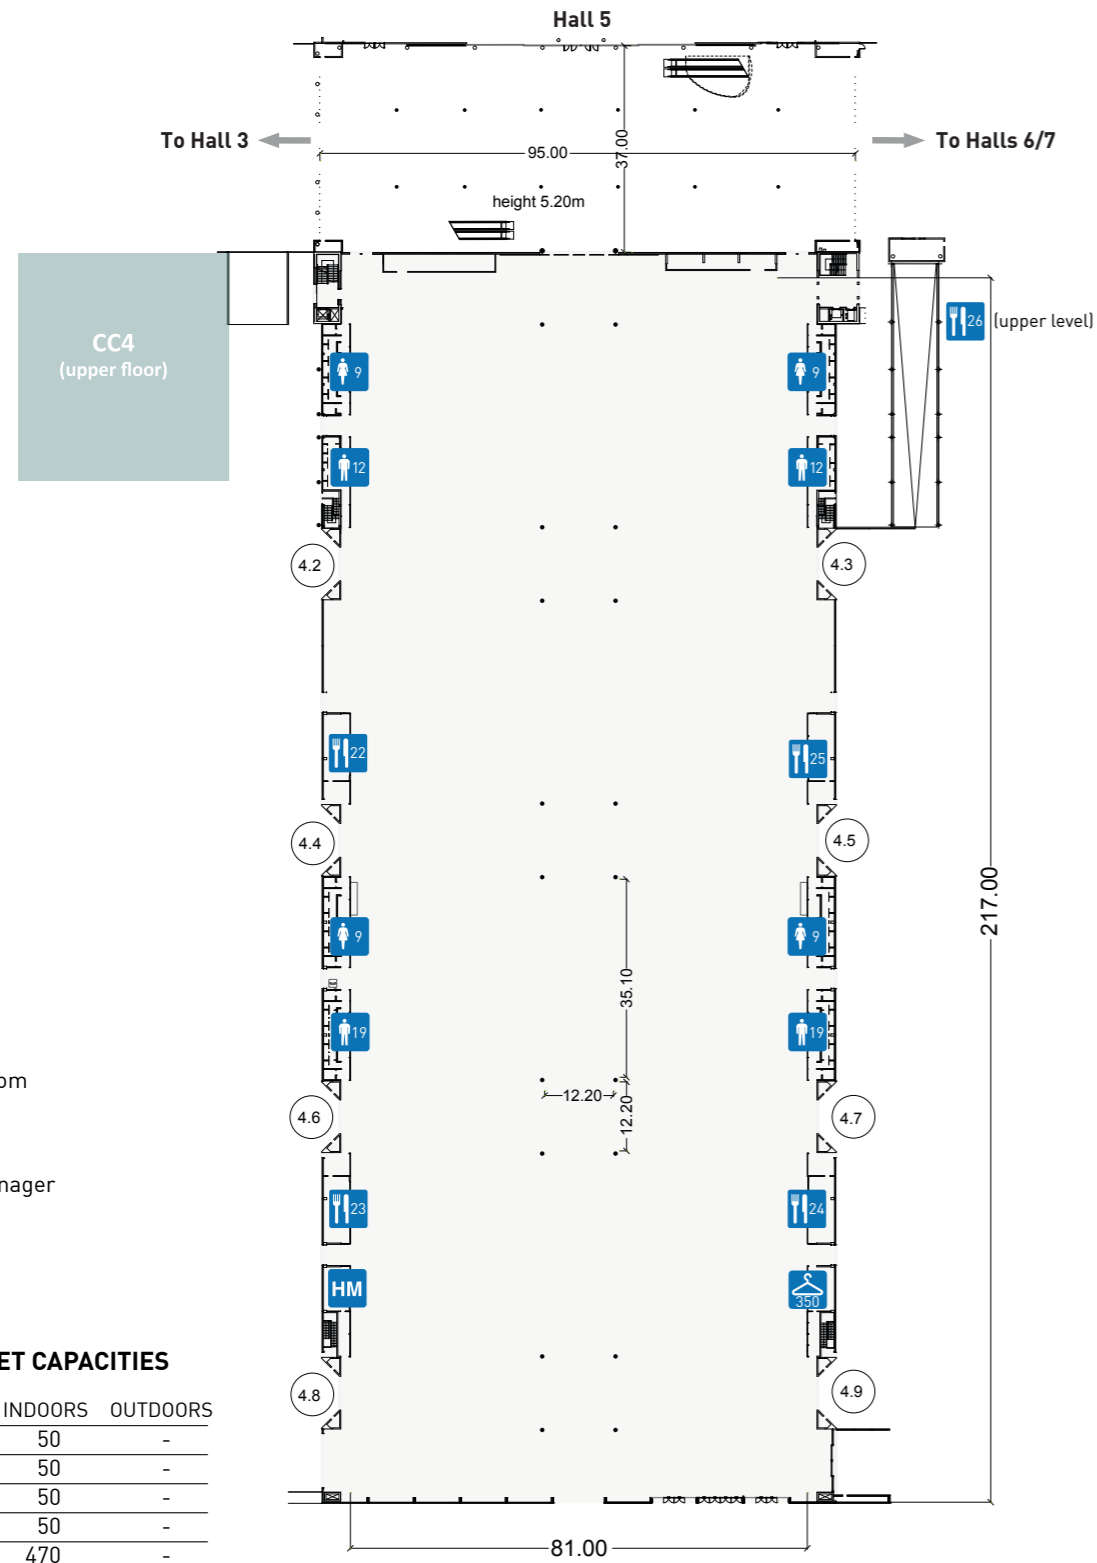 Hall 5
To Hall 3
To Halls 6/7
95.00
37.00
height 5.20m
CC4
(upper floor)
26 (upper level)
9
9
12
12
4.2
4.3
22
25
4.4
4.5
217.00
9
9
35.10
19
19
om
12.20
12.20
4.6
4.7
nager
23
24
HM
350
ET CAPACITIES
4.8
4.9
INDOORS OUTDOORS
50 -
50 -
50 -
50 -
470 -
81.00